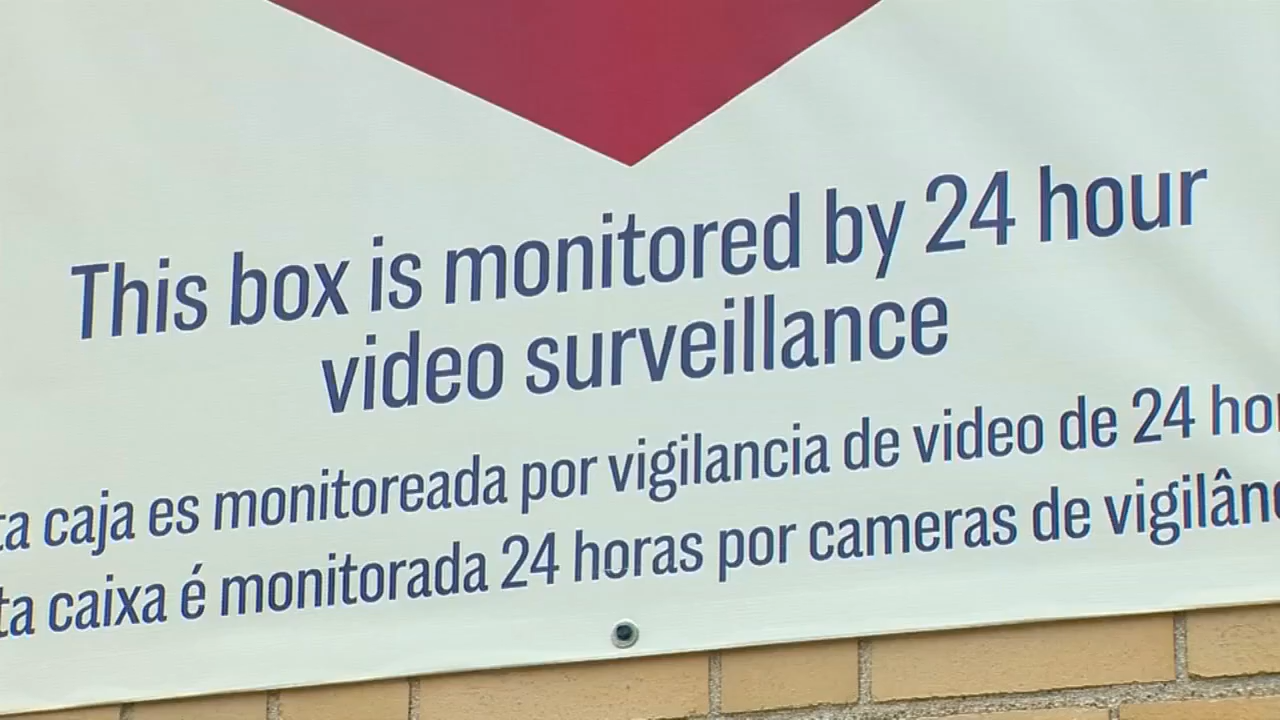 This box is monitored by 24 hour
video surveillance
caja es monitoreada por vigilancia de video de 24
caixa é monitorada 24 horas por cameras de